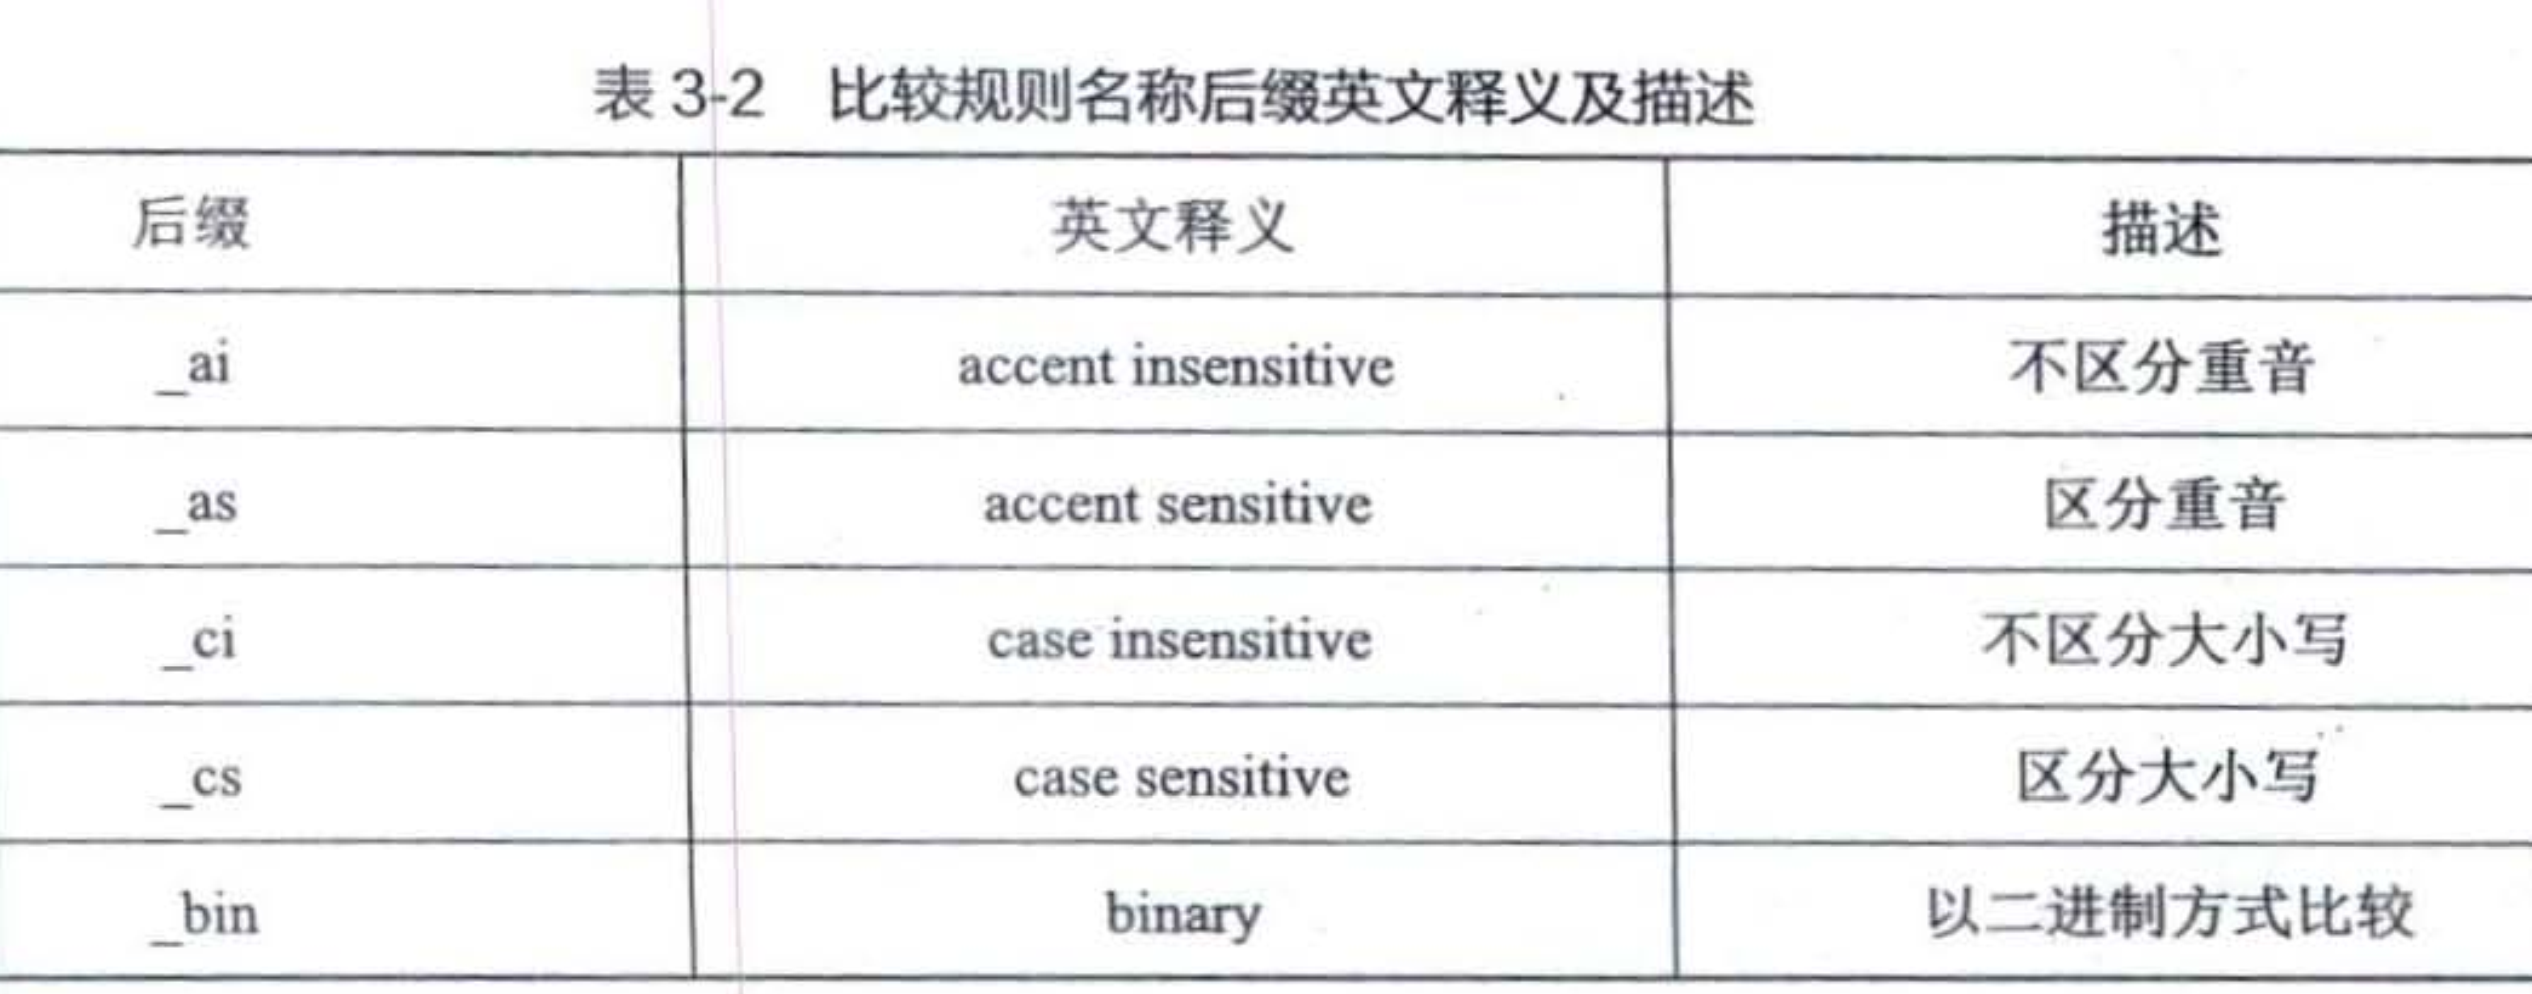 表 3-2 比较规则名称后缀英文释义及描述
后缀 英文释义 描述
_ai accent insensitive 不区分重音
_as accent sensitive 区分重音
_ci case insensitive 不区分大小写
_cs case sensitive 区分大小写
_bin binary 以二进制方式比较